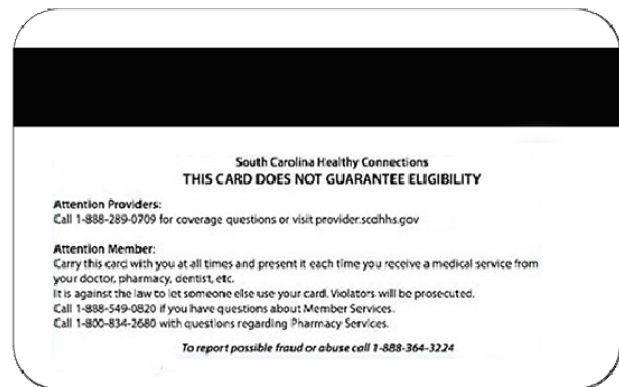 South Carolina Healthy Connections
THIS CARD DOES NOT GUARANTEE ELIGIBILITY
Attention Providers:
Call 1-888-289-0709 for coverage questions or visit provider.scdhhs.gov
Attention Member:
Carry this card with you at all times and present it each time you receive a medical service from
your doctor, pharmacy, dentist, etc.
It is against the law to let someone else use your card. Violators will be prosecuted.
Call 1-888-549-0820 if you have questions about Member Services.
Call 1-800-834-2680 with questions regarding Pharmacy Services.
To report possible fraud or abuse call 1-888-364-3224